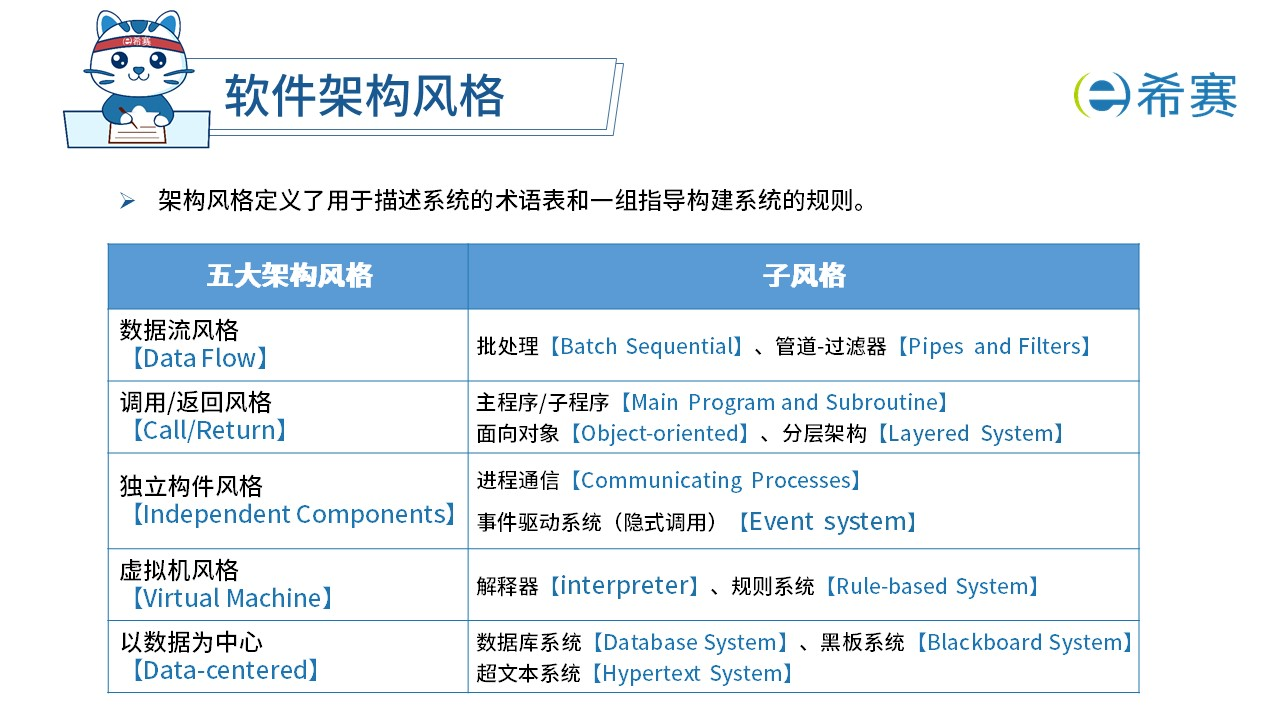 希赛
软件架构风格
希赛
架构风格定义了用于描述系统的术语表和一组指导构建系统的规则。
五大架构风格
子风格
数据流风格
【Data Flow】
批处理【Batch Sequential】、管道-过滤器【Pipes and Filters】
调用/返回风格
【Call/Return】
主程序/子程序【Main Program and Subroutine】
面向对象【Object-oriented】、分层架构【Layered System】
独立构件风格
【Independent Components】
进程通信【Communicating Processes】
事件驱动系统（隐式调用）【Event system】
虚拟机风格
【Virtual Machine】
解释器【interpreter】、规则系统【Rule-based System】
以数据为中心
【Data-centered】
数据库系统【Database System】、黑板系统【Blackboard System】
超文本系统【Hypertext System】